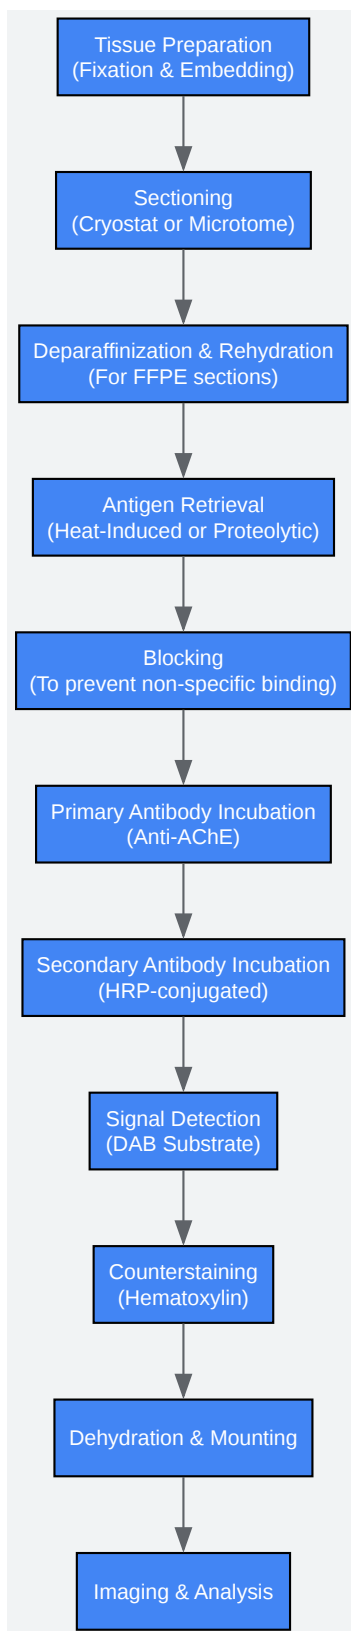 Tissue Preparation
(Fixation & Embedding)
Sectioning
(Cryostat or Microtome)
Deparaffinization & Rehydration
(For FFPE sections)
Antigen Retrieval
(Heat-Induced or Proteolytic)
Blocking
(To prevent non-specific binding)
Primary Antibody Incubation
(Anti-AChE)
Secondary Antibody Incubation
(HRP-conjugated)
Signal Detection
(DAB Substrate)
Counterstaining
(Hematoxylin)
Dehydration & Mounting
Imaging & Analysis